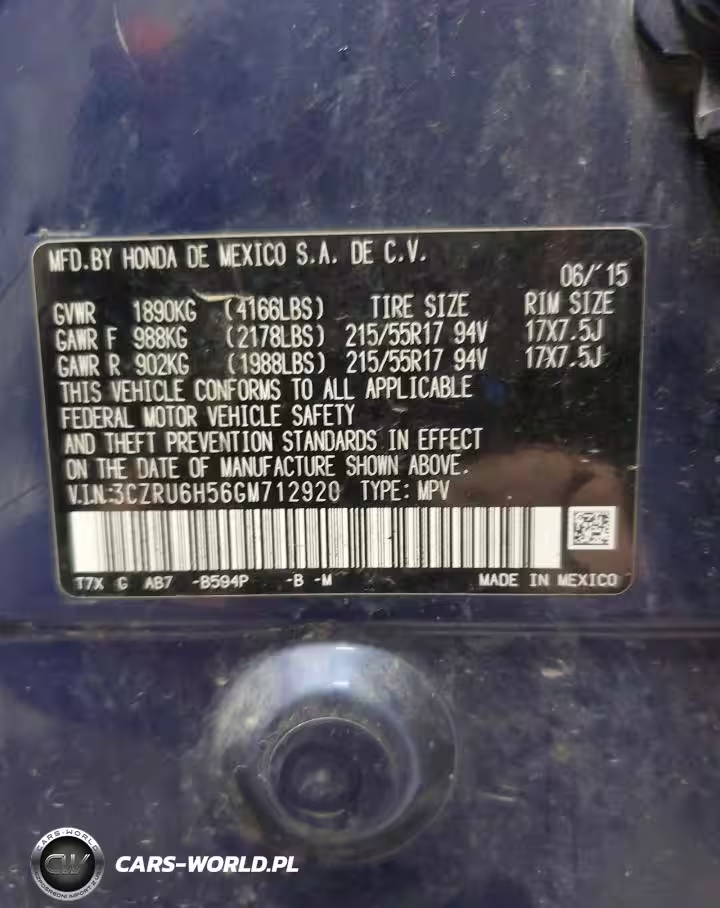 MFD.BY HONDA DE MEXICO S.A. DE C.V.
06/'15
GVWR 1890KG (4166LBS) TIRE SIZE RIM SIZE
GAWR F 988KG (2178LBS) 215/55R17 94V 17X7.5J
GAWR R 902KG (1988LBS) 215/55R17 94V 17X7.5J
THIS VEHICLE CONFORMS TO ALL APPLICABLE
FEDERAL MOTOR VEHICLE SAFETY
AND THEFT PREVENTION STANDARDS IN EFFECT
ON THE DATE OF MANUFACTURE SHOWN ABOVE.
V.I.N.:3CZRU6H56GM712920 TYPE: MPV
T7X G AB7 -B594P -B -M MADE IN MEXICO
CARS-WORLD
CW
CARS-WORLD.PL